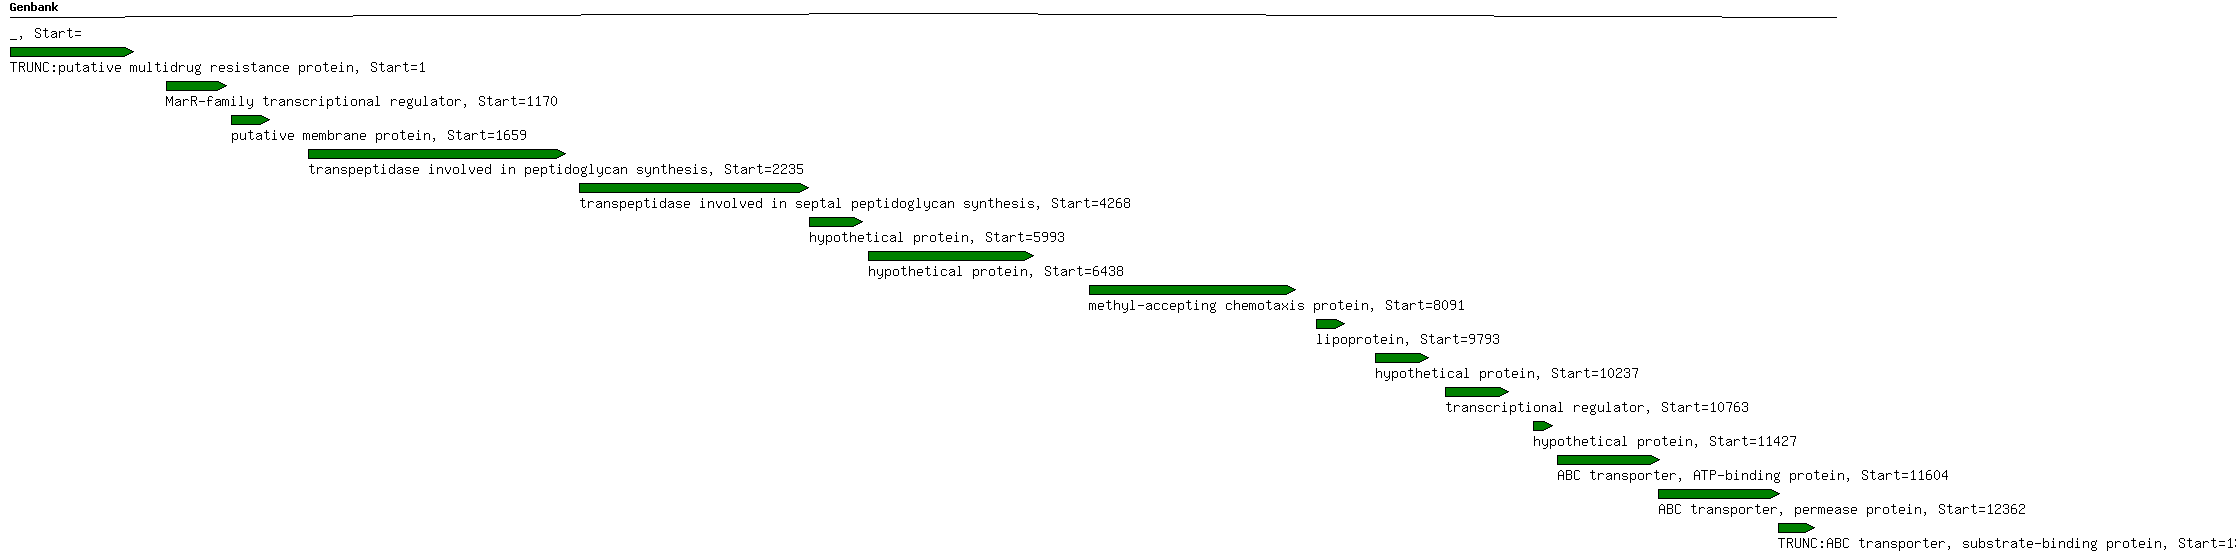 Genbank
_, Start=
TRUNC:putative multidrug resistance protein, Start=1
MarR-family transcriptional regulator, Start=1170
putative membrane protein, Start=1659
transpeptidase involved in peptidoglycan synthesis, Start=2235
transpeptidase involved in septal peptidoglycan synthesis, Start=4268
hypothetical protein, Start=5993
hypothetical protein, Start=6438
methyl-accepting chemotaxis protein, Start=8091
lipoprotein, Start=9793
hypothetical protein, Start=10237
transcriptional regulator, Start=10763
hypothetical protein, Start=11427
ABC transporter, ATP-binding protein, Start=11604
ABC transporter, permease protein, Start=12362
TRUNC:ABC transporter, substrate-binding protein, Start=1